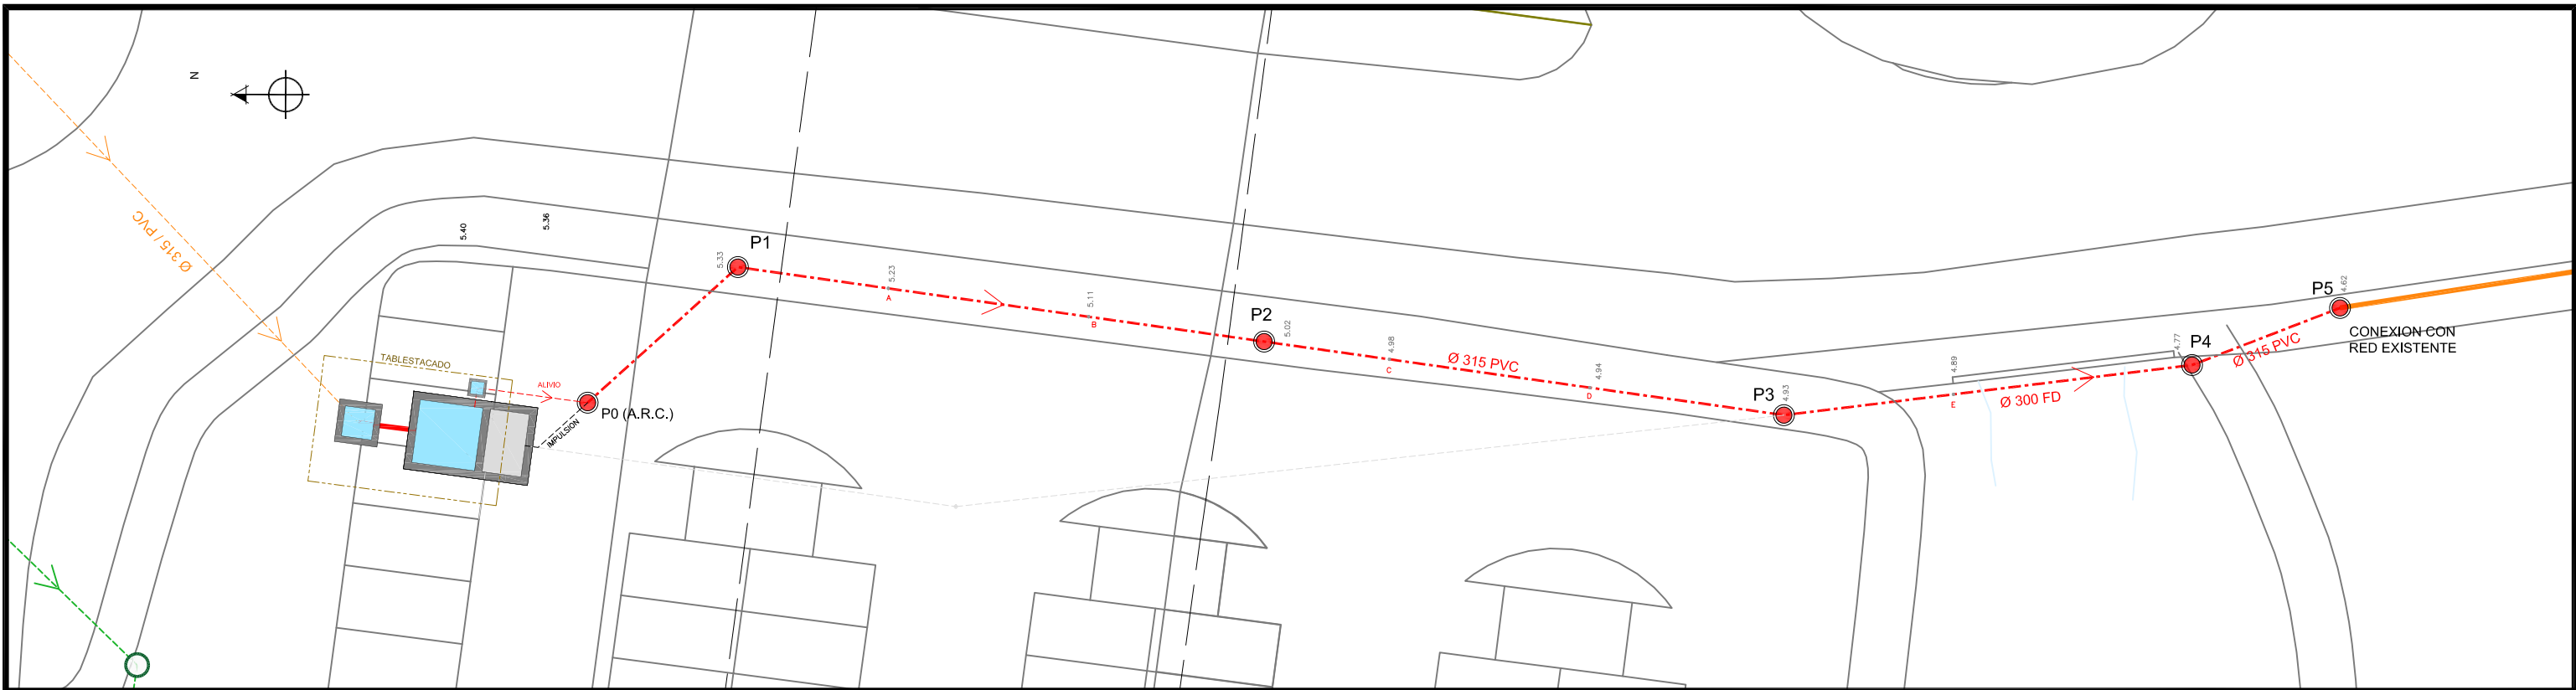 N
Ø 315 / PVC
5.40
5.36
TABLESTACADO
ALIVIO
IMPULSION
P0 (A.R.C.)
5.33
P1
5.23
A
5.11
B
P2
5.02
4.98
C
Ø 315 PVC
4.94
D
P3
4.93
4.89
E
Ø 300 FD
4.77
P4
Ø 315 PVC
P5
4.62
CONEXION CON
RED EXISTENTE